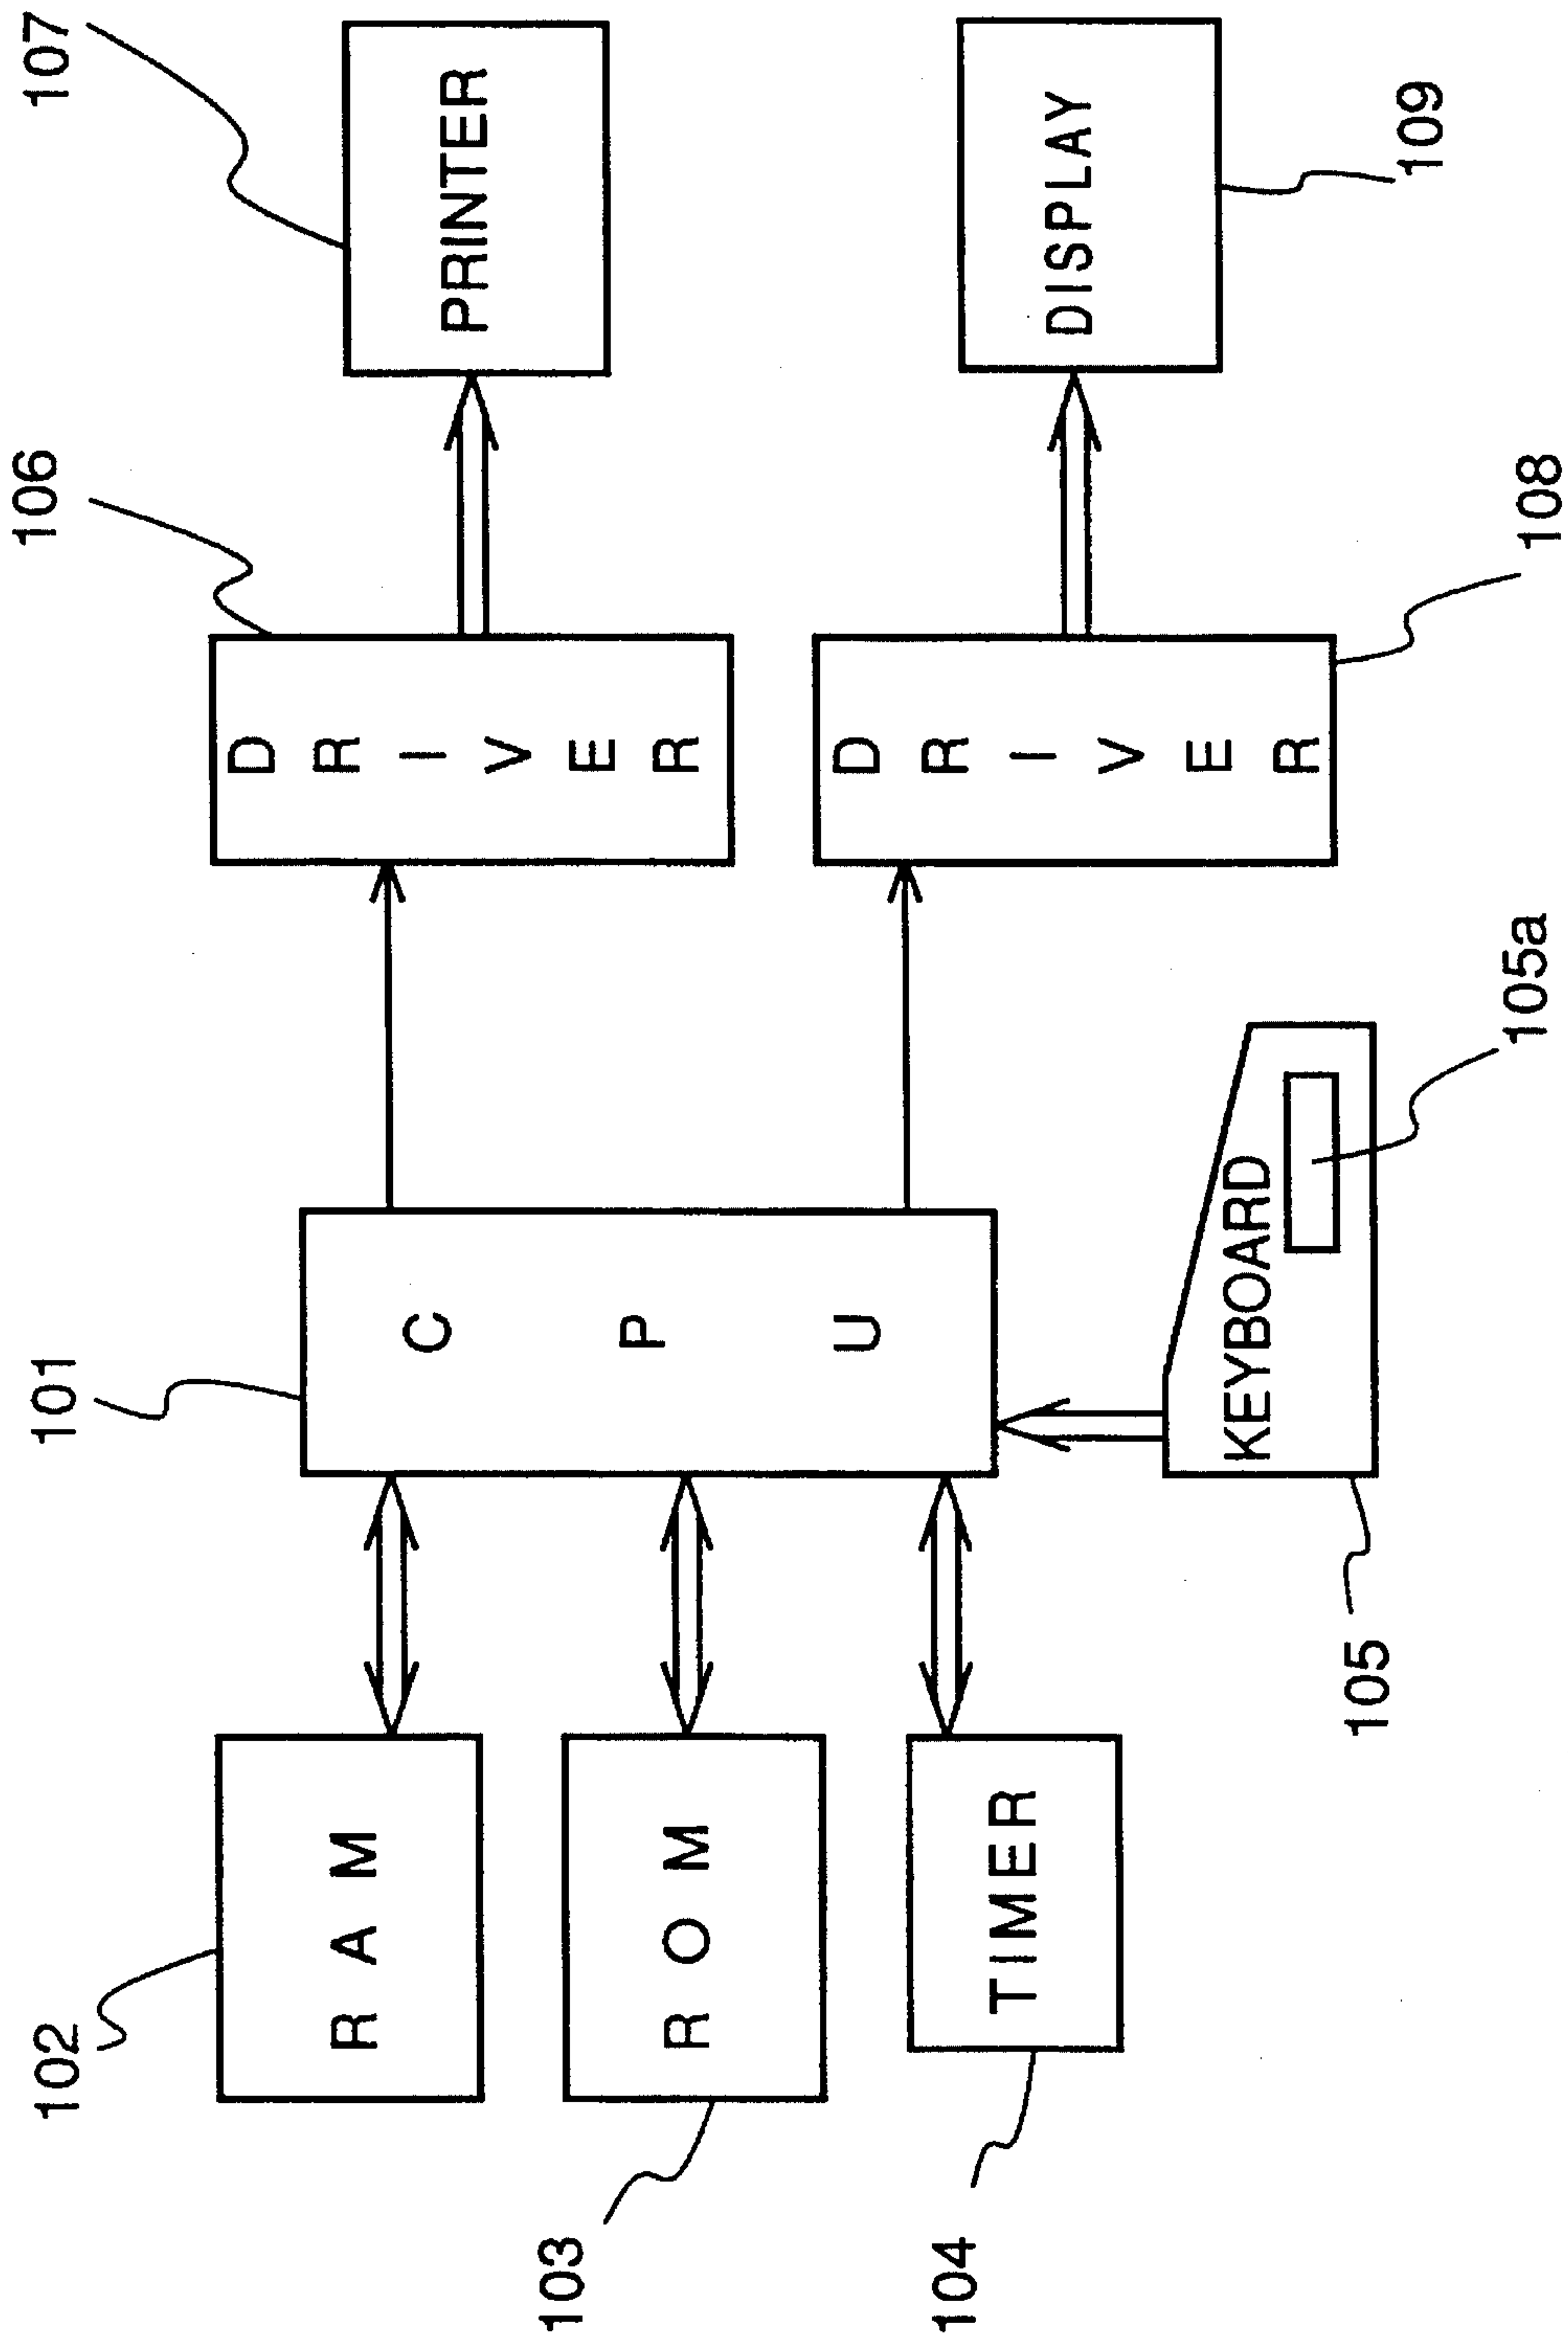 107
PRINTER
109
DISPLAY
106
DRIVER
108
DRIVER
101
CPU
105
KEYBOARD
105a
102
RAM
103
ROM
104
TIMER